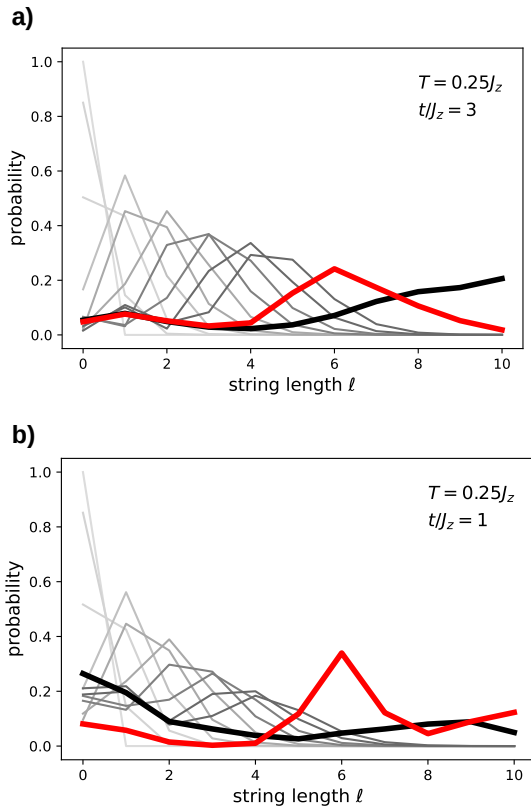 a)
1.0
0.8
0.6
0.4
0.2
0.0
probability
T = 0.25J_z
t/J_z = 3
0 2 4 6 8 10
string length ℓ
b)
1.0
0.8
0.6
0.4
0.2
0.0
probability
T = 0.25J_z
t/J_z = 1
0 2 4 6 8 10
string length ℓ